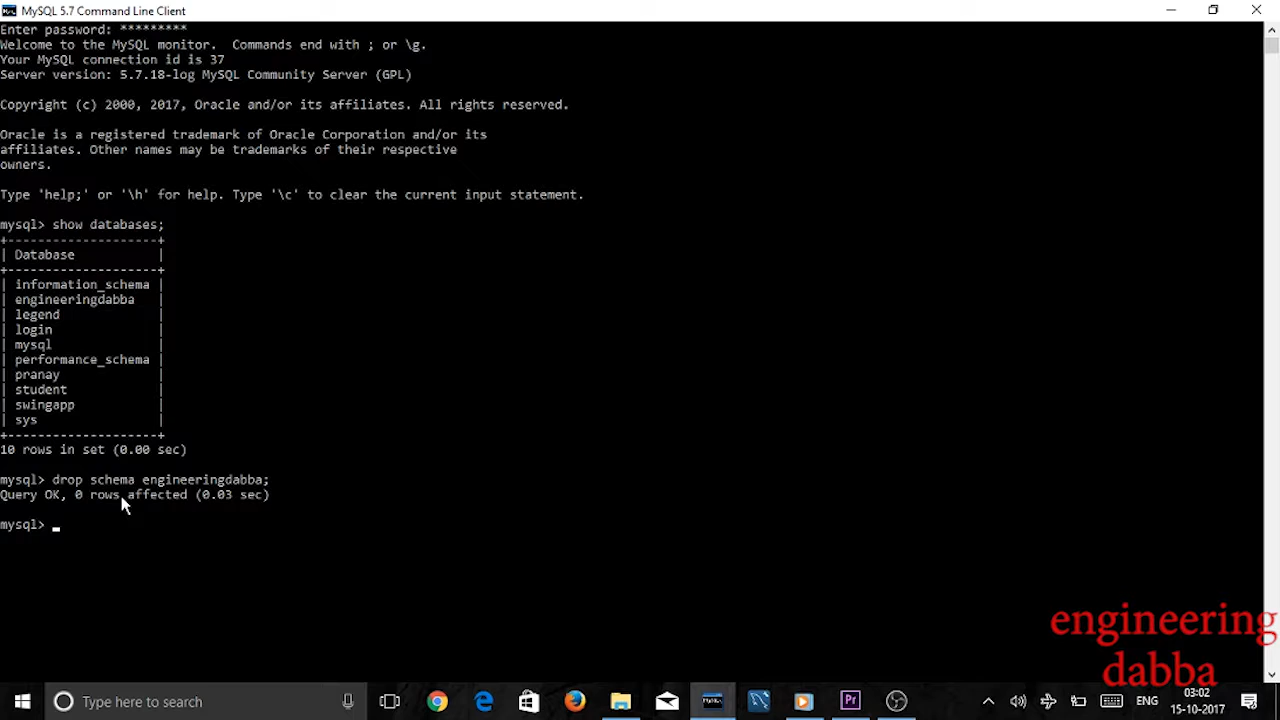 MySQL 5.7 Command Line Client
Enter password: *********
Welcome to the MySQL monitor.  Commands end with ; or \g.
Your MySQL connection id is 37
Server version: 5.7.18-log MySQL Community Server (GPL)
Copyright (c) 2000, 2017, Oracle and/or its affiliates. All rights reserved.
Oracle is a registered trademark of Oracle Corporation and/or its
affiliates. Other names may be trademarks of their respective
owners.
Type 'help;' or '\h' for help. Type '\c' to clear the current input statement.
mysql> show databases;
+--------------------+
| Database           |
+--------------------+
| information_schema |
| engineeringdabba   |
| legend             |
| login              |
| mysql              |
| performance_schema |
| pranay             |
| student            |
| swingapp           |
| sys                |
+--------------------+
10 rows in set (0.00 sec)
mysql> drop schema engineeringdabba;
Query OK, 0 rows affected (0.03 sec)
mysql> _
engineering
dabba
Type here to search
Pr
ENG
03:02
15-10-2017